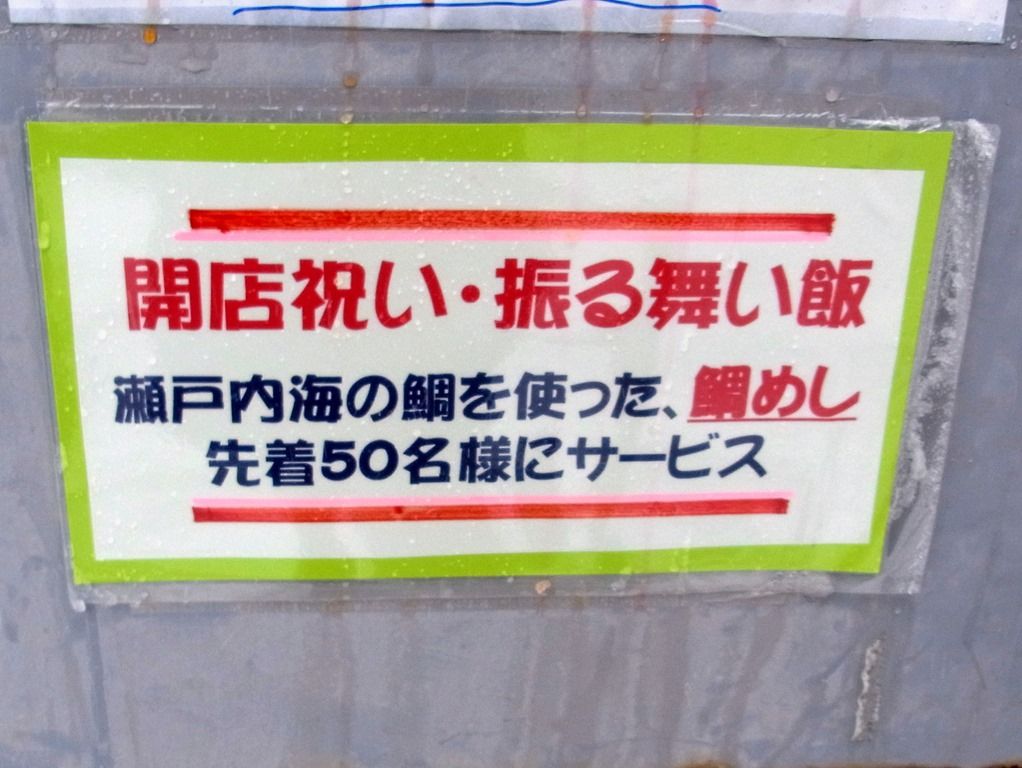 開店祝い・振る舞い飯
瀬戸内海の鯛を使った、鯛めし
先着50名様にサービス